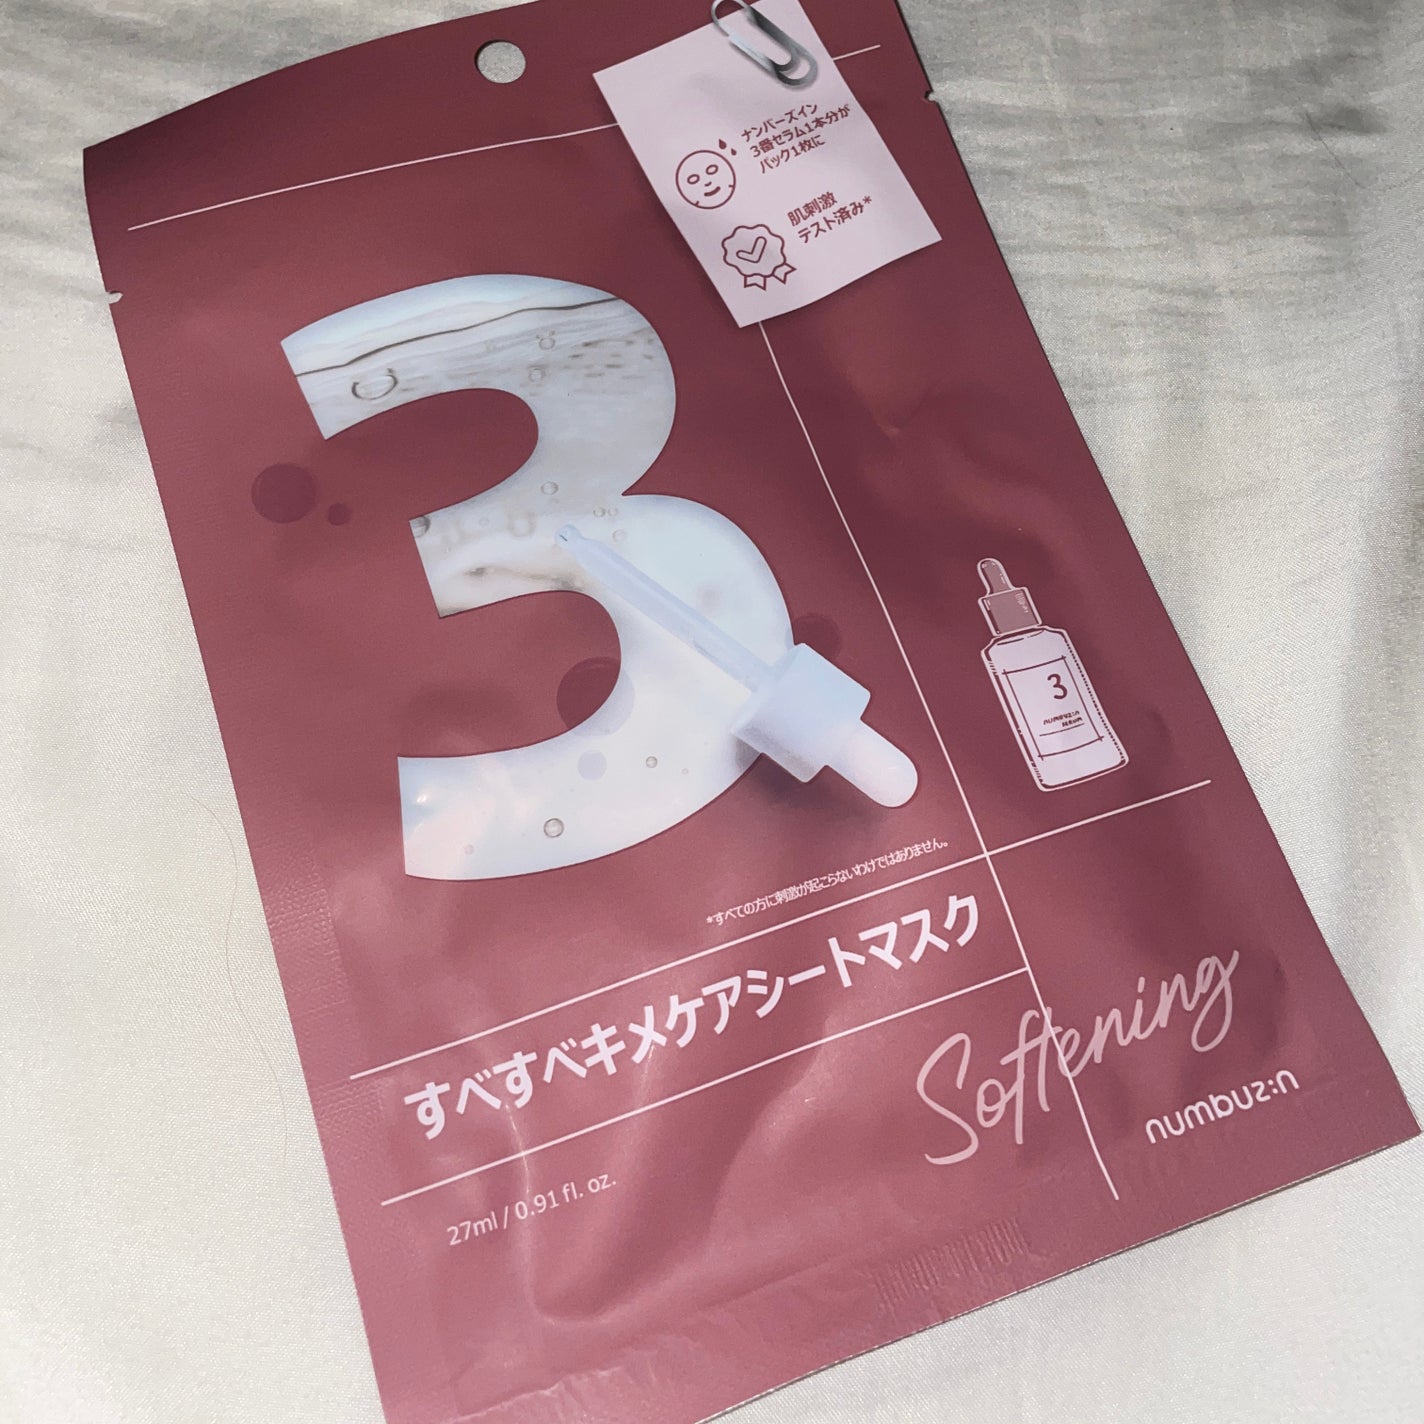 ナンバーズイン
3番セラム1本分が
パック1枚に
肌刺激
テスト済み*
3
3
numbuz:n
SERUM
*すべての方に刺激が起こらないわけではありません。
すべすべキメケアシートマスク
Softening
numbuz:n
27ml / 0.91 fl. oz.